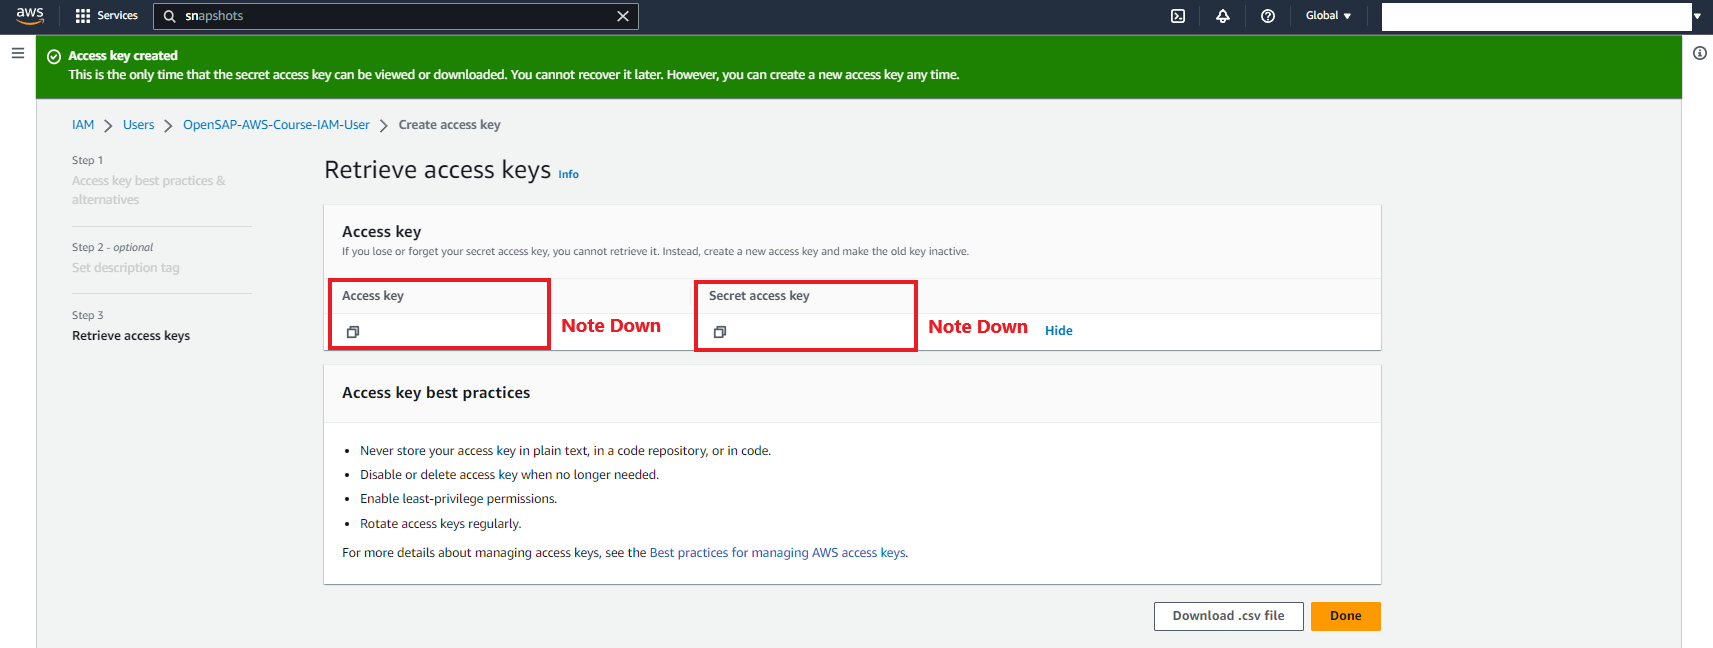 aws
Services
snapshots
Global
Access key created
This is the only time that the secret access key can be viewed or downloaded. You cannot recover it later. However, you can create a new access key any time.
IAM
Users
OpenSAP-AWS-Course-IAM-User
Create access key
Step 1
Access key best practices &
alternatives
Step 2 - optional
Set description tag
Step 3
Retrieve access keys
Retrieve access keys Info
Access key
If you lose or forget your secret access key, you cannot retrieve it. Instead, create a new access key and make the old key inactive.
Access key
Secret access key
Note Down
Note Down
Hide
Access key best practices
• Never store your access key in plain text, in a code repository, or in code.
• Disable or delete access key when no longer needed.
• Enable least-privilege permissions.
• Rotate access keys regularly.
For more details about managing access keys, see the Best practices for managing AWS access keys.
Download .csv file
Done